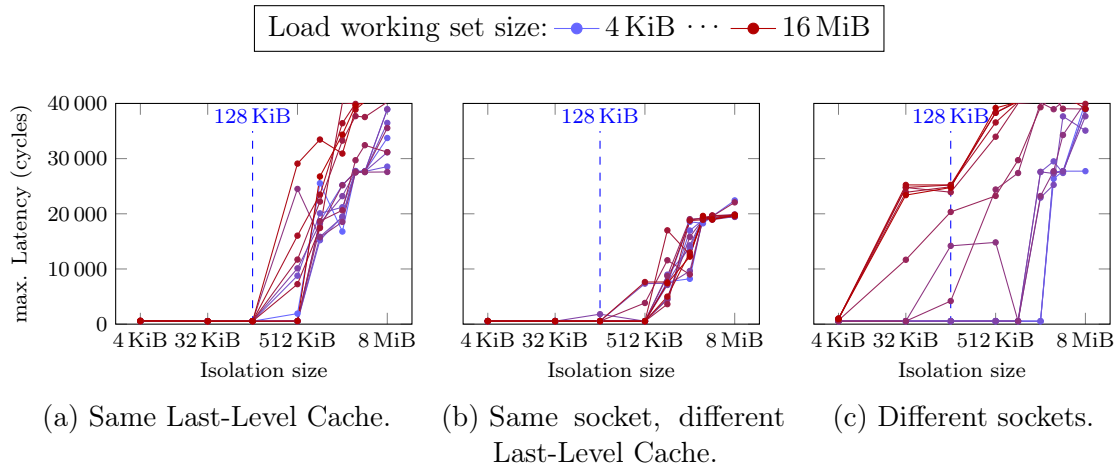 Load working set size: 4 KiB ··· 16 MiB
max. Latency (cycles)
40 000
30 000
20 000
10 000
0
128 KiB
4 KiB 32 KiB 512 KiB 8 MiB
Isolation size
(a) Same Last-Level Cache.
128 KiB
4 KiB 32 KiB 512 KiB 8 MiB
Isolation size
(b) Same socket, different
Last-Level Cache.
128 KiB
4 KiB 32 KiB 512 KiB 8 MiB
Isolation size
(c) Different sockets.